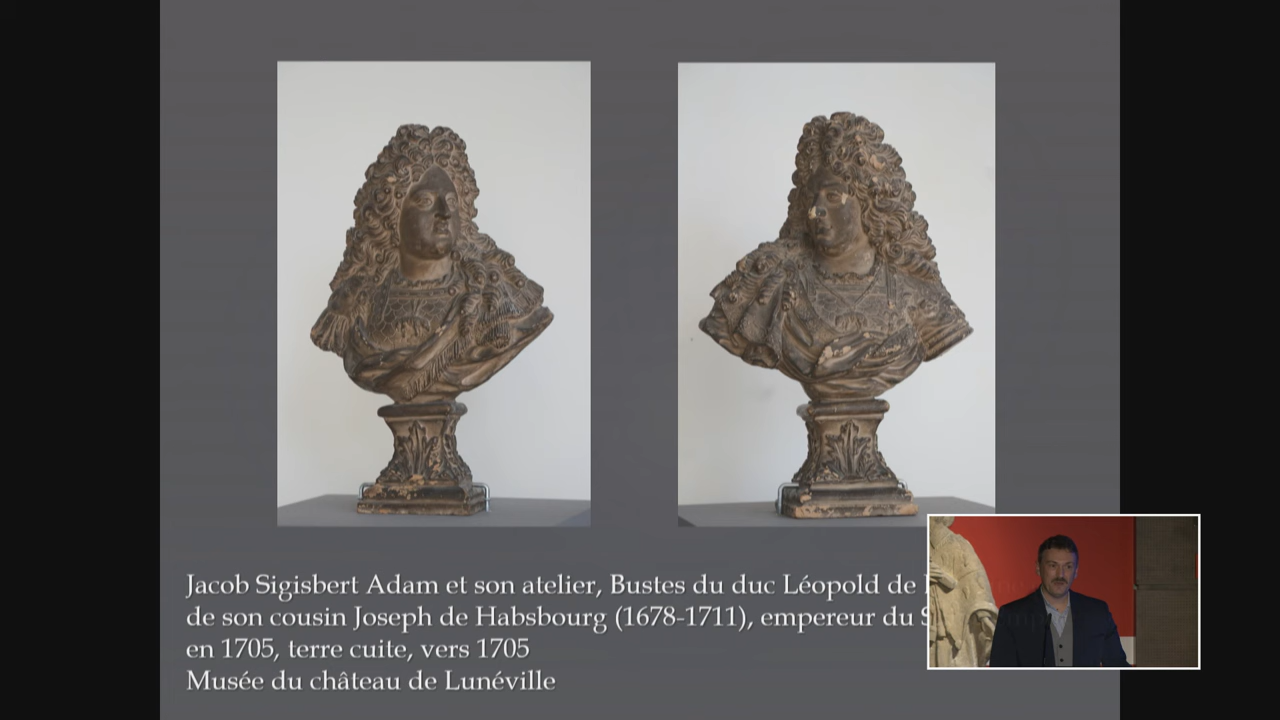 Jacob Sigisbert Adam et son atelier, Bustes du duc Léopold de
de son cousin Joseph de Habsbourg (1678-1711), empereur du
en 1705, terre cuite, vers 1705
Musée du château de Lunéville